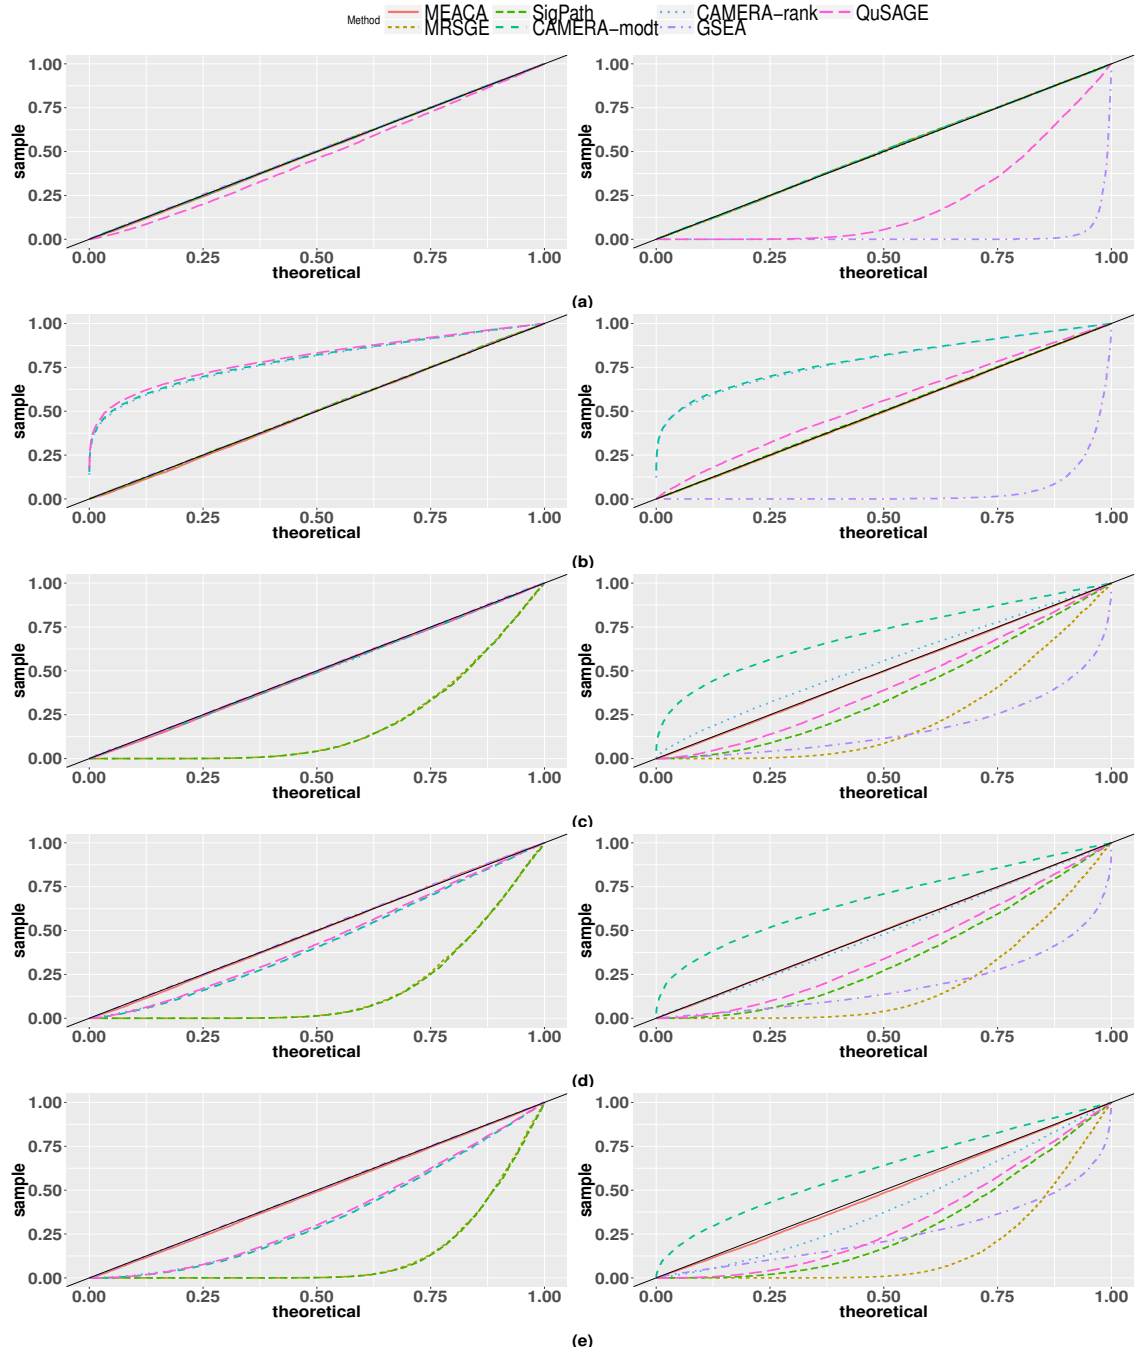 Method MEACA SigPath CAMERA−rank QuSAGE
MRSGE CAMERA−modt GSEA
1.00 1.00
0.75 0.75
sample 0.50 sample 0.50
0.25 0.25
0.00 0.00
0.00 0.25 0.50 0.75 1.00 0.00 0.25 0.50 0.75 1.00
theoretical theoretical
(a)
1.00 1.00
0.75 0.75
sample 0.50 sample 0.50
0.25 0.25
0.00 0.00
0.00 0.25 0.50 0.75 1.00 0.00 0.25 0.50 0.75 1.00
theoretical theoretical
(b)
1.00 1.00
0.75 0.75
sample 0.50 sample 0.50
0.25 0.25
0.00 0.00
0.00 0.25 0.50 0.75 1.00 0.00 0.25 0.50 0.75 1.00
theoretical theoretical
(c)
1.00 1.00
0.75 0.75
sample 0.50 sample 0.50
0.25 0.25
0.00 0.00
0.00 0.25 0.50 0.75 1.00 0.00 0.25 0.50 0.75 1.00
theoretical theoretical
(d)
1.00 1.00
0.75 0.75
sample 0.50 sample 0.50
0.25 0.25
0.00 0.00
0.00 0.25 0.50 0.75 1.00 0.00 0.25 0.50 0.75 1.00
theoretical theoretical
(e)